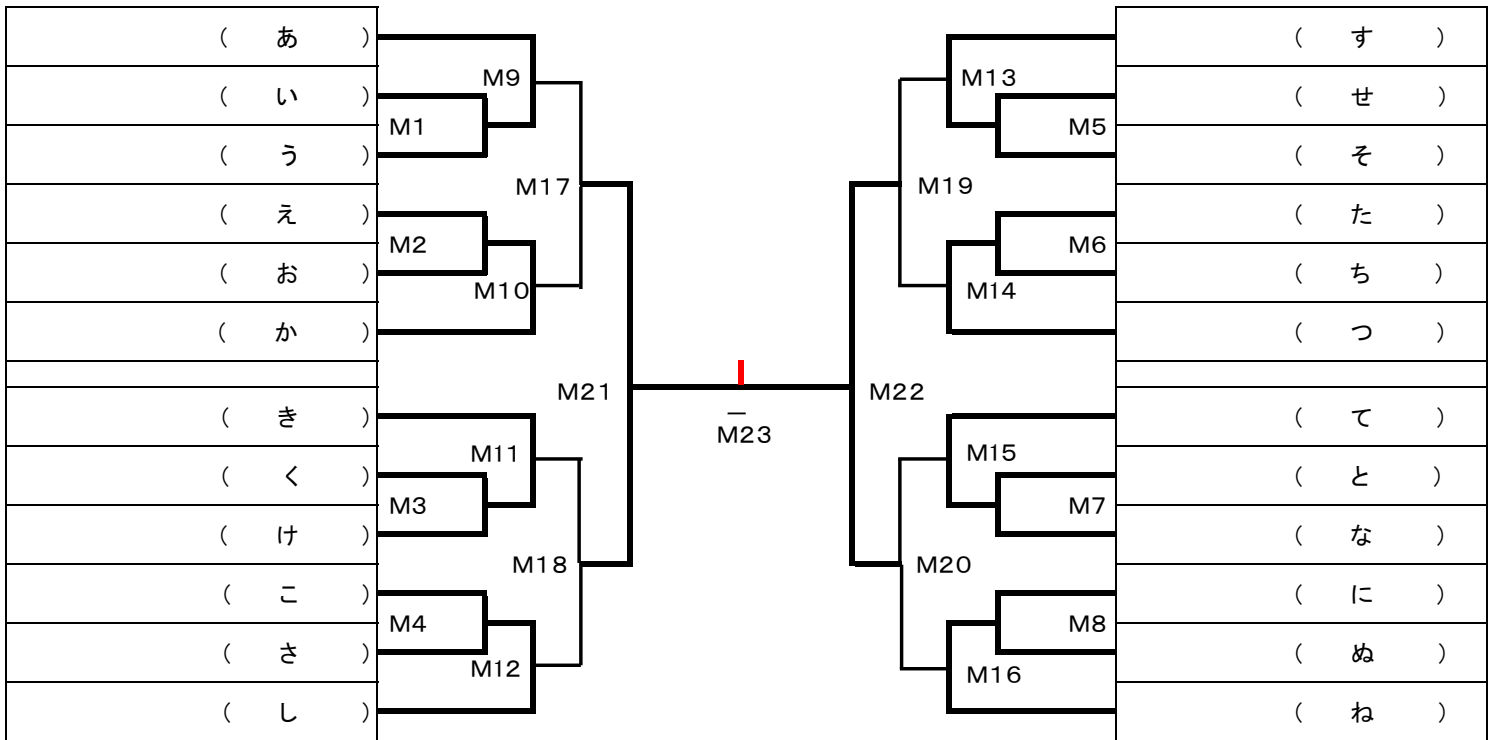 （　あ　） （　す　）
M9 M13
（　い　） （　せ　）
M1 M5
（　う　） （　そ　）
M17 M19
（　え　） （　た　）
M2 M6
（　お　） （　ち　）
M10 M14
（　か　） （　つ　）
M21 M22
（　き　） （　て　）
－
M23
M11 M15
（　く　） （　と　）
M3 M7
（　け　） （　な　）
M18 M20
（　こ　） （　に　）
M4 M8
（　さ　） （　ぬ　）
M12 M16
（　し　） （　ね　）